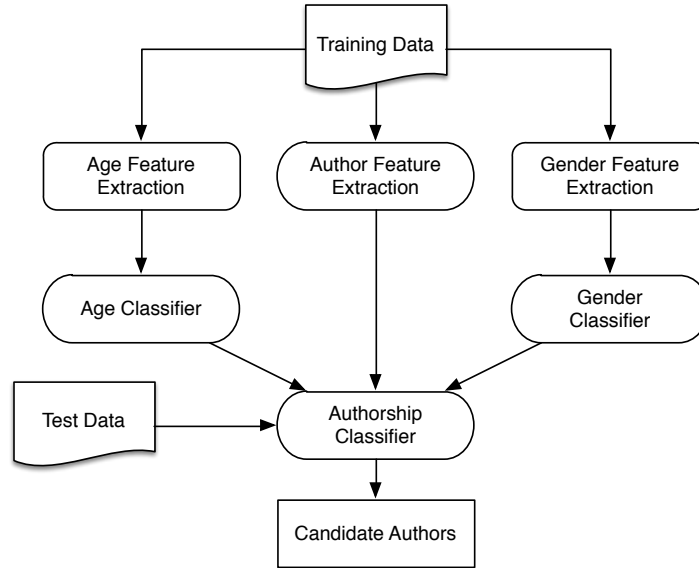 Training Data
Age Feature
Extraction
Author Feature
Extraction
Gender Feature
Extraction
Age Classifier
Gender
Classifier
Test Data
Authorship
Classifier
Candidate Authors